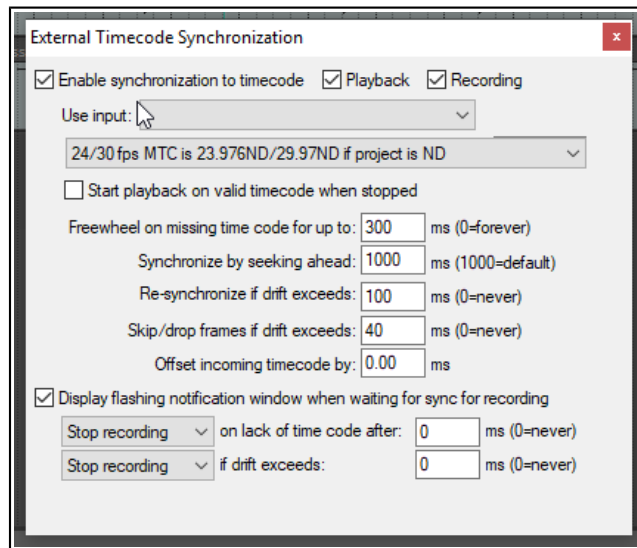 External Timecode Synchronization x
Enable synchronization to timecode Playback Recording
Use input:
24/30 fps MTC is 23.976ND/29.97ND if project is ND
Start playback on valid timecode when stopped
Freewheel on missing time code for up to: 300 ms (0=forever)
Synchronize by seeking ahead: 1000 ms (1000=default)
Re-synchronize if drift exceeds: 100 ms (0=never)
Skip/drop frames if drift exceeds: 40 ms (0=never)
Offset incoming timecode by: 0.00 ms
Display flashing notification window when waiting for sync for recording
Stop recording on lack of time code after: 0 ms (0=never)
Stop recording if drift exceeds: 0 ms (0=never)